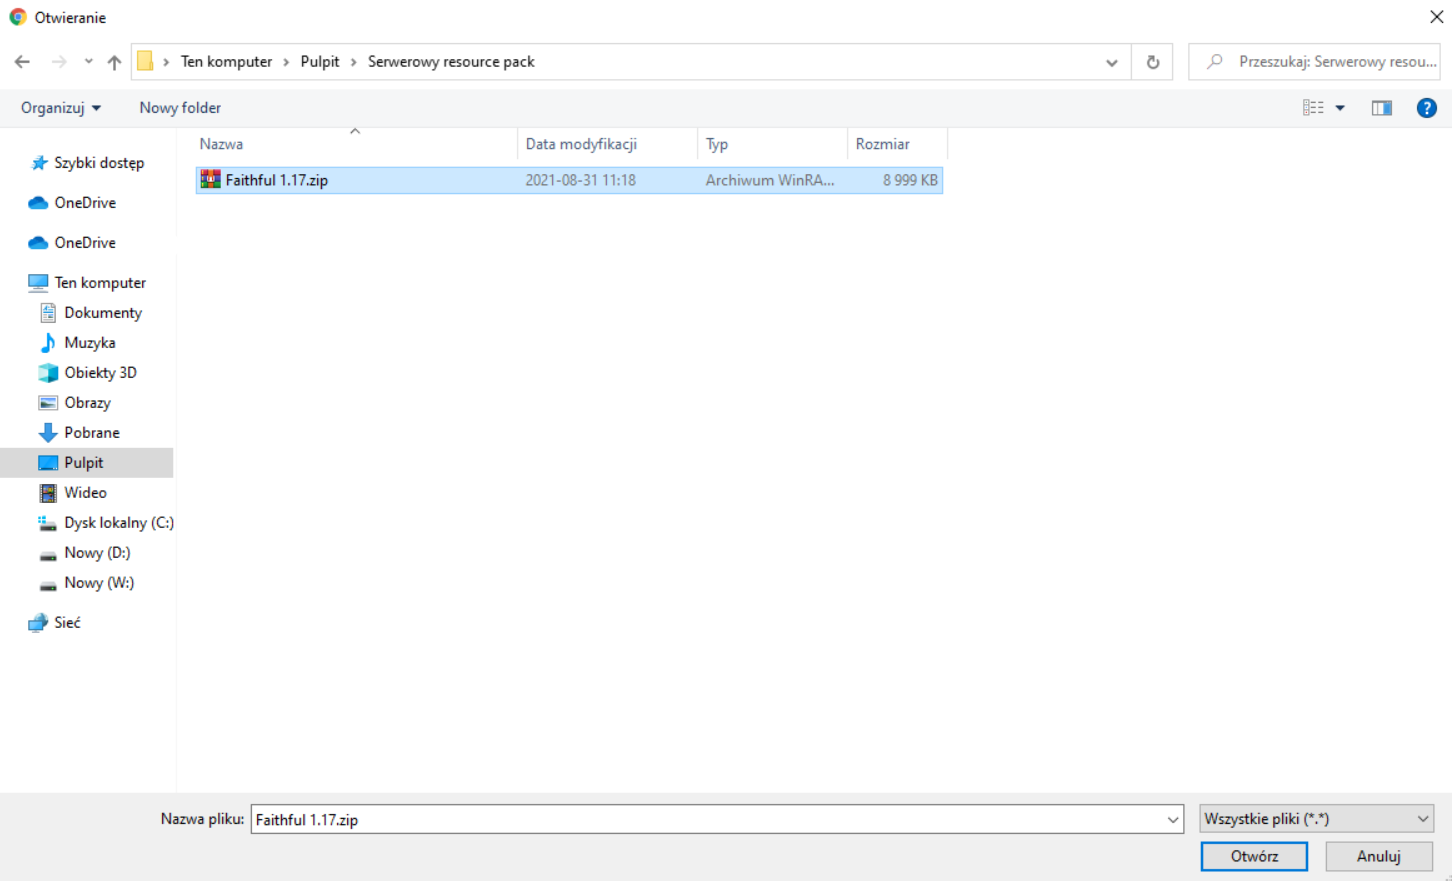 Otwieranie
Ten komputer > Pulpit > Serwerowy resource pack
Przeszukaj: Serwerowy resou...
Organizuj
Nowy folder
Nazwa
Data modyfikacji
Typ
Rozmiar
Faithful 1.17.zip
2021-08-31 11:18
Archiwum WinRA...
8 999 KB
Szybki dostęp
OneDrive
OneDrive
Ten komputer
Dokumenty
Muzyka
Obiekty 3D
Obrazy
Pobrane
Pulpit
Wideo
Dysk lokalny (C:)
Nowy (D:)
Nowy (W:)
Sieć
Nazwa pliku:
Faithful 1.17.zip
Wszystkie pliki (*.*)
Otwórz
Anuluj